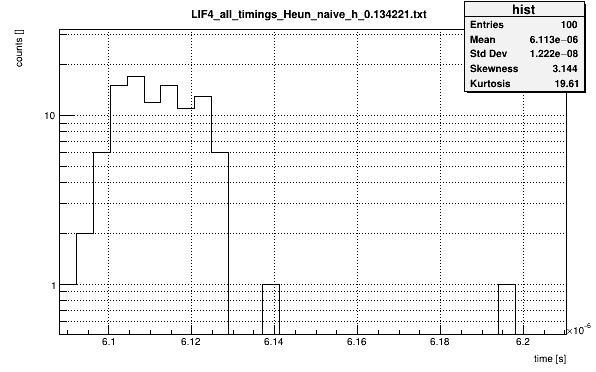 LIF4_all_timings_Heun_naive_h_0.134221.txt
hist
Entries 100
Mean 6.113e−06
Std Dev 1.222e−08
Skewness 3.144
Kurtosis 19.61
counts []
10
1
6.1 6.12 6.14 6.16 6.18 6.2
×10⁻⁶
time [s]